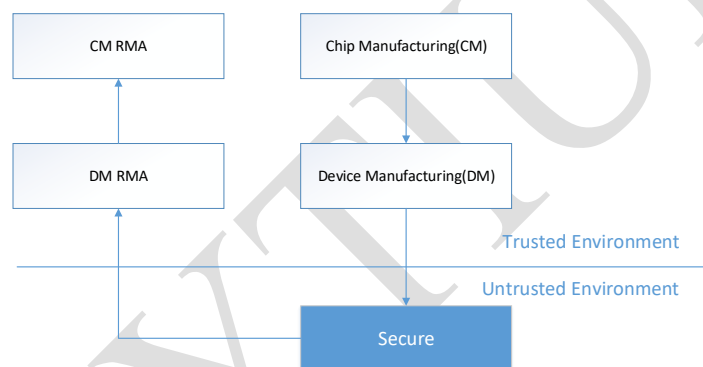 CM RMA
Chip Manufacturing(CM)
DM RMA
Device Manufacturing(DM)
Trusted Environment
Untrusted Environment
Secure